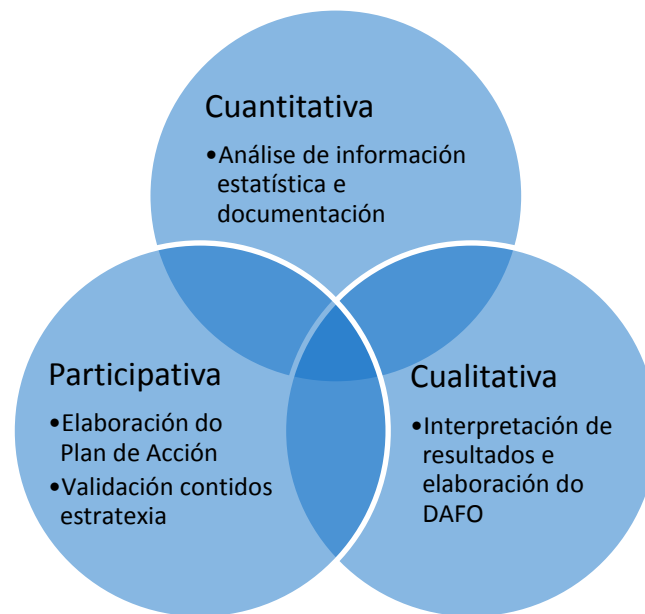 Cuantitativa
•Análise de información
estatística e
documentación
Participativa
•Elaboración do
Plan de Acción
•Validación contidos
estratexia
Cualitativa
•Interpretación de
resultados e
elaboración do
DAFO